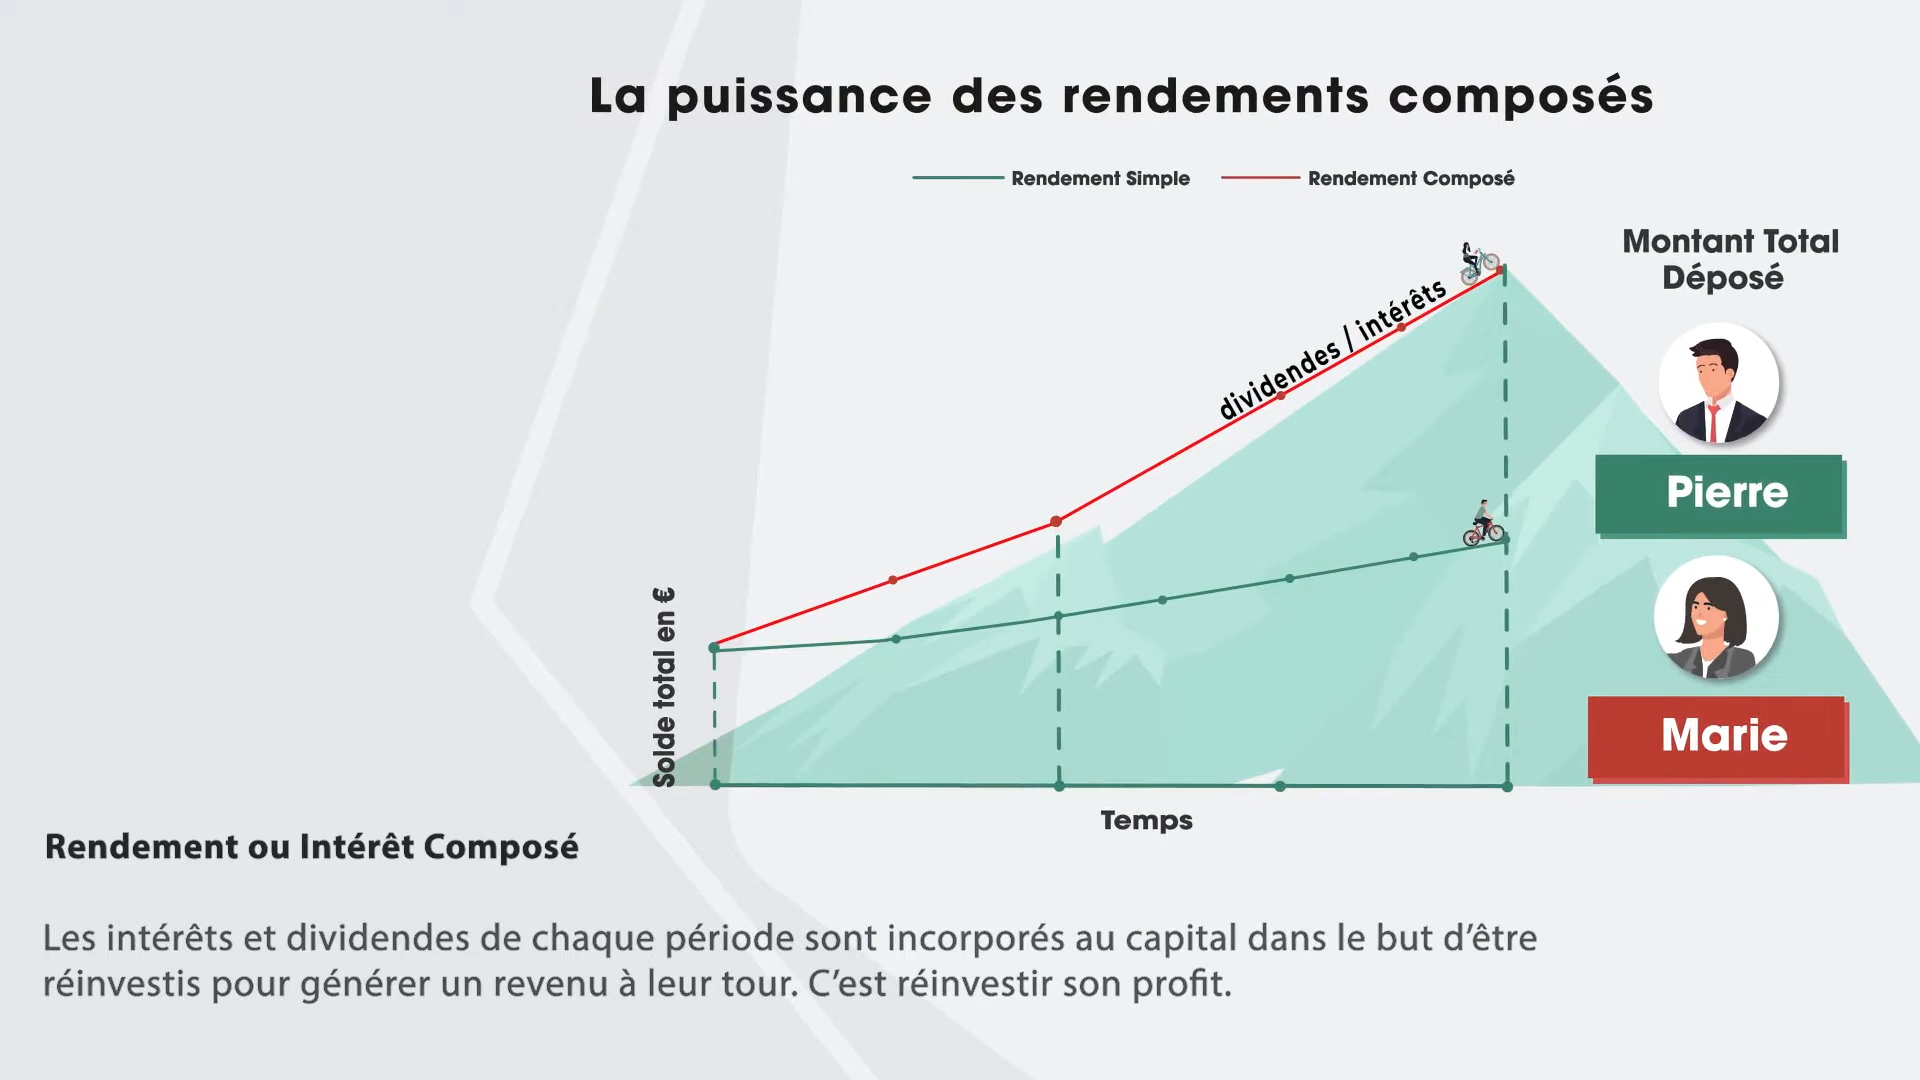 La puissance des rendements composés
Rendement Simple
Rendement Composé
Montant Total
Déposé
dividendes / intérêts
Pierre
Marie
Solde total en €
Temps
Rendement ou Intérêt Composé
Les intérêts et dividendes de chaque période sont incorporés au capital dans le but d’être
réinvestis pour générer un revenu à leur tour. C’est réinvestir son profit.